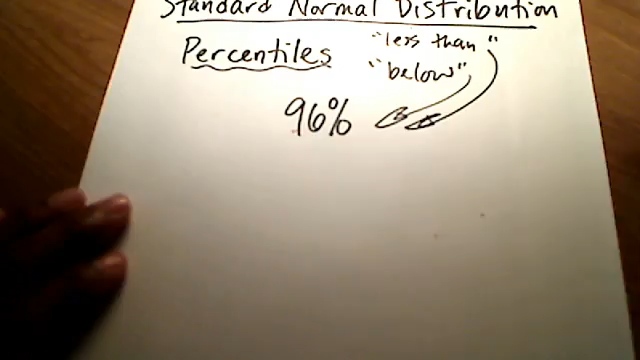 Standard Normal Distribution
Percentiles "less than"
"below"
96%